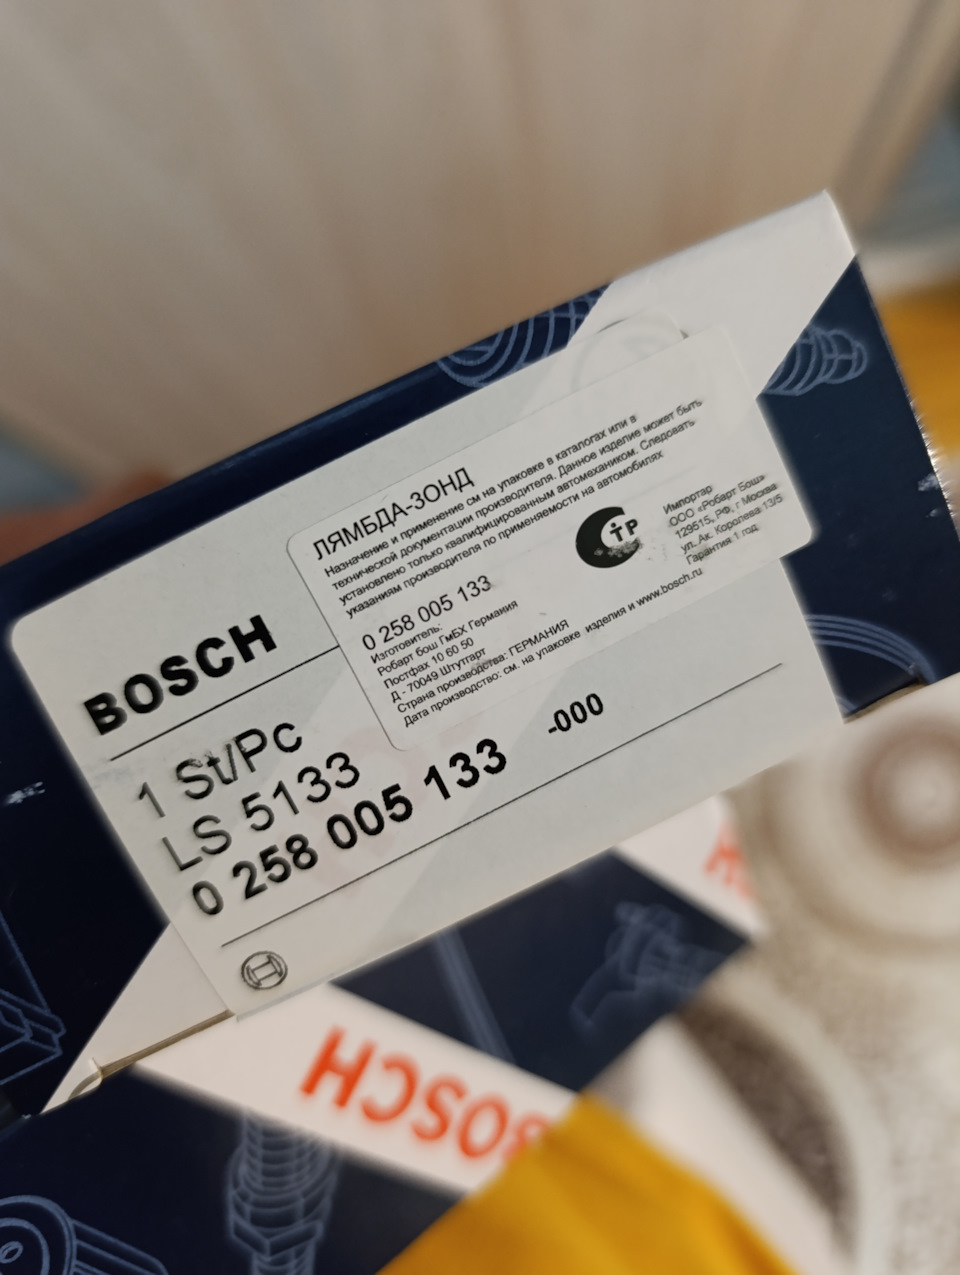 ЛЯМБДА-ЗОНД
Назначение и применение см на упаковке в каталогах или в
технической документации производителя. Данное изделие может быть
установлено только квалифицированным автомехаником. Следовать
указаниям производителя по применяемости на автомобилях
0 258 005 133
Изготовитель:
Робарт бош ГмБХ Германия
Постфах 10 60 50
Д - 70049 Штутгарт
Страна производства: ГЕРМАНИЯ
Дата производство: см. на упаковке изделия и www.bosch.ru
СТР
Импортар
ООО «Робарт Бош»
129515, РФ, г Москва
ул. Ак. Королева 13/5
Гарантия 1 год
BOSCH
1 St/Pc
LS 5133
0 258 005 133 -000
BOSCH